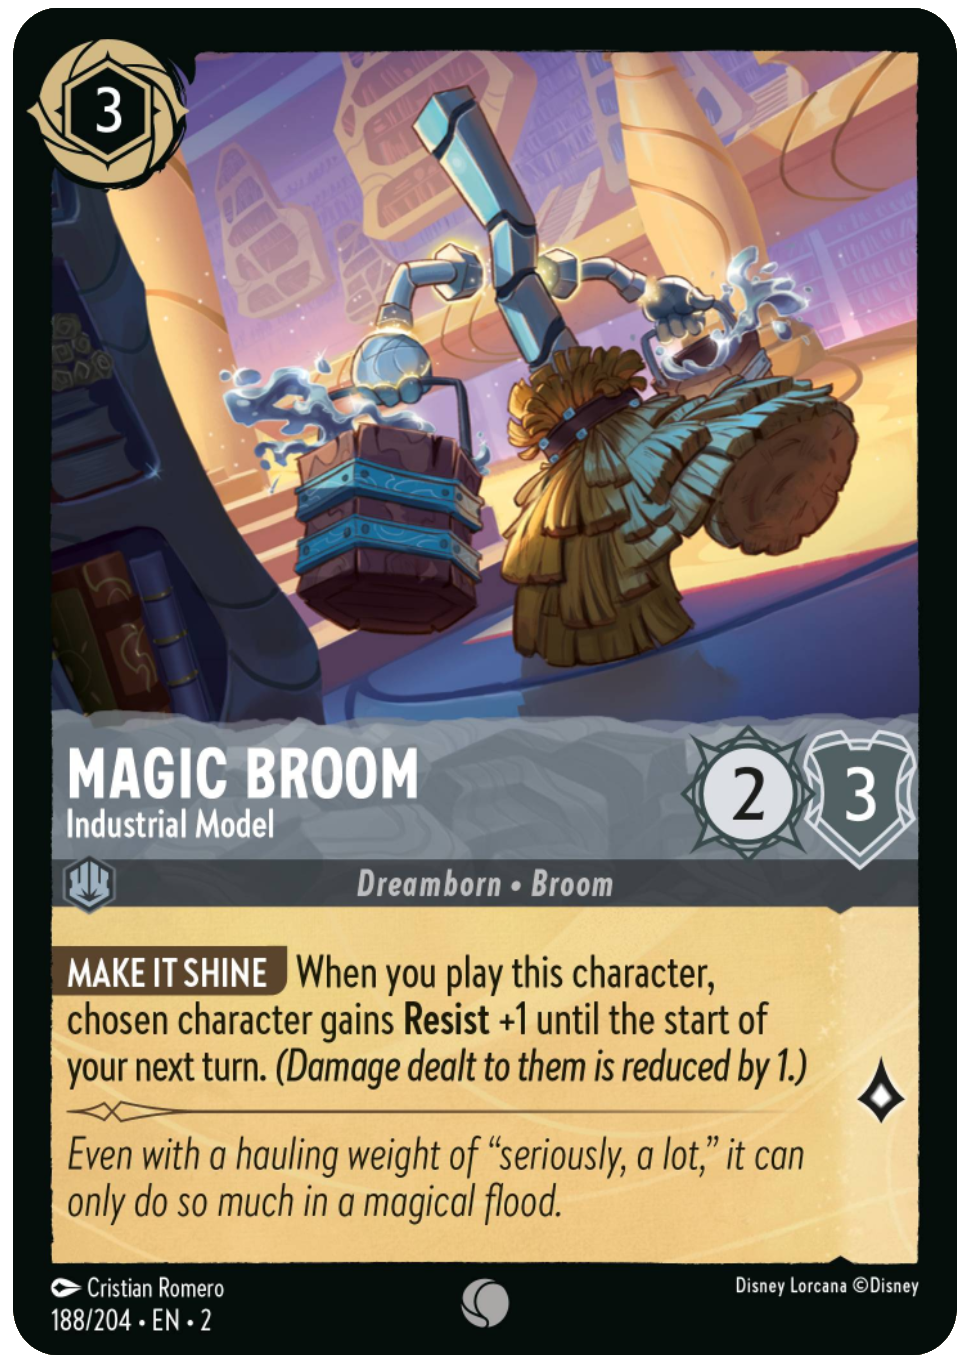 3
MAGIC BROOM
Industrial Model
2
3
Dreamborn • Broom
MAKE IT SHINE When you play this character,
chosen character gains Resist +1 until the start of
your next turn. (Damage dealt to them is reduced by 1.)
Even with a hauling weight of “seriously, a lot,” it can
only do so much in a magical flood.
Cristian Romero
188/204 • EN • 2
Disney Lorcana ©Disney